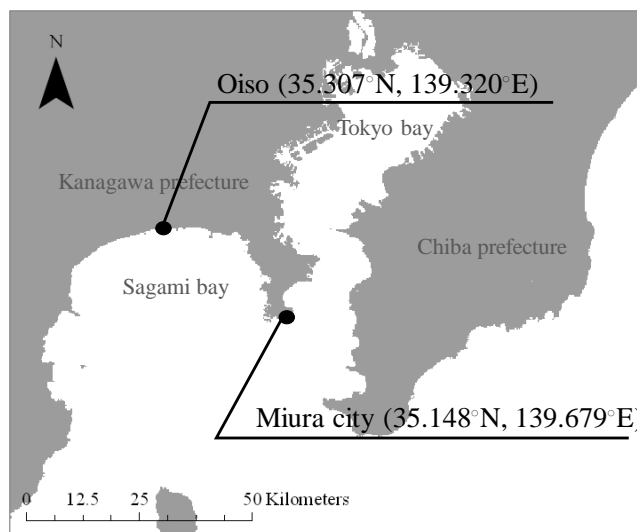 N
Oiso (35.307°N, 139.320°E)
Tokyo bay
Kanagawa prefecture
Chiba prefecture
Sagami bay
Miura city (35.148°N, 139.679°E)
0 12.5 25 50 Kilometers